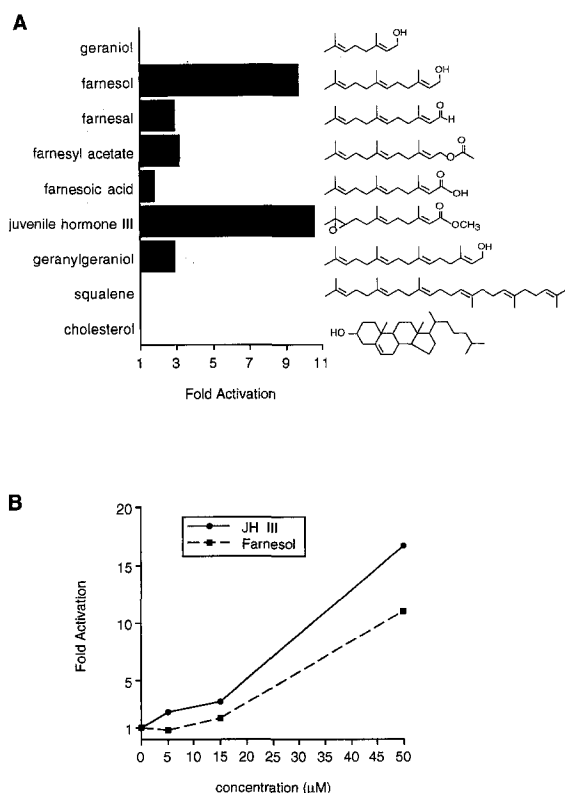 A
geraniol
farnesol
farnesal
farnesyl acetate
farnesoic acid
juvenile hormone III
geranylgeraniol
squalene
cholesterol
1 3 5 7 9 11
Fold Activation
OH
OH
O
H
O
O
O
OH
O
O
OCH3
OH
HO
B
20
15
10
5
1
Fold Activation
JH III
Farnesol
0 5 10 15 20 25 30 35 40 45 50
concentration (μM)